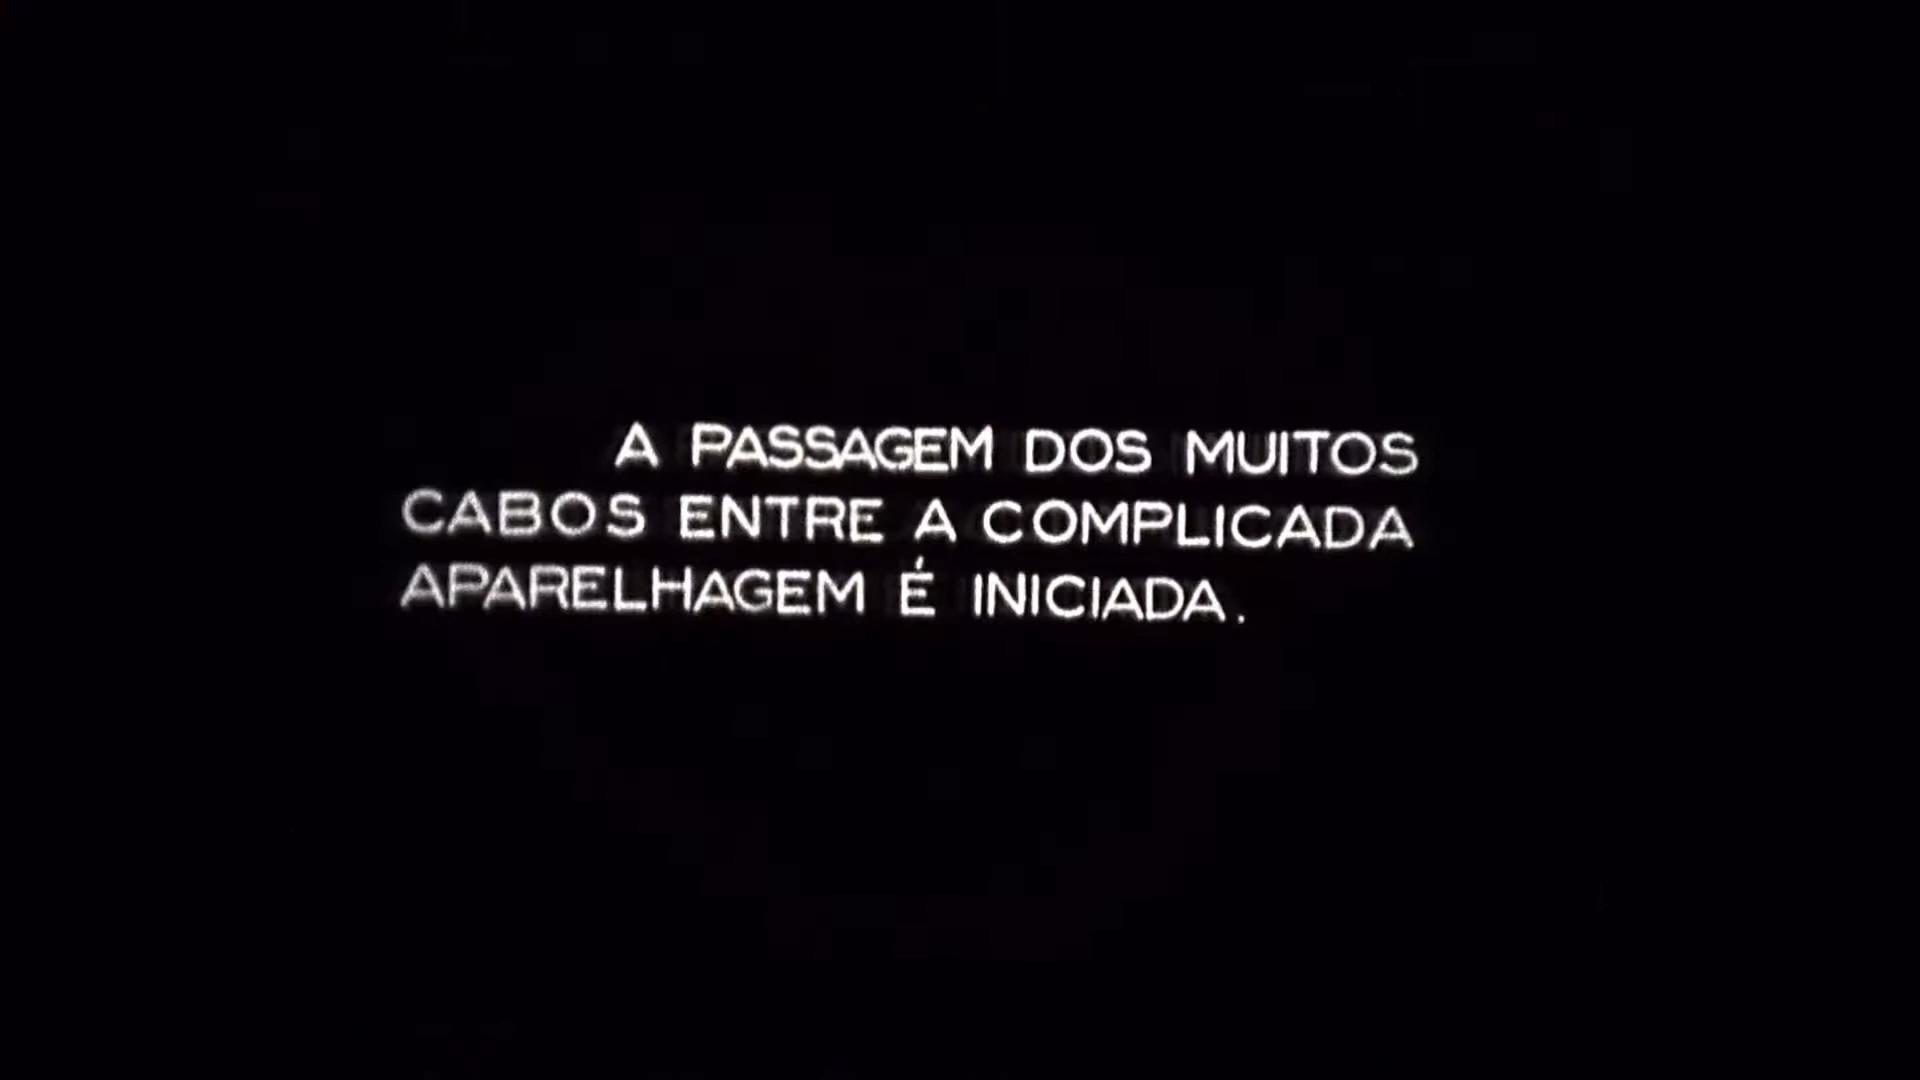 A PASSAGEM DOS MUITOS
CABOS ENTRE A COMPLICADA
APARELHAGEM É INICIADA.